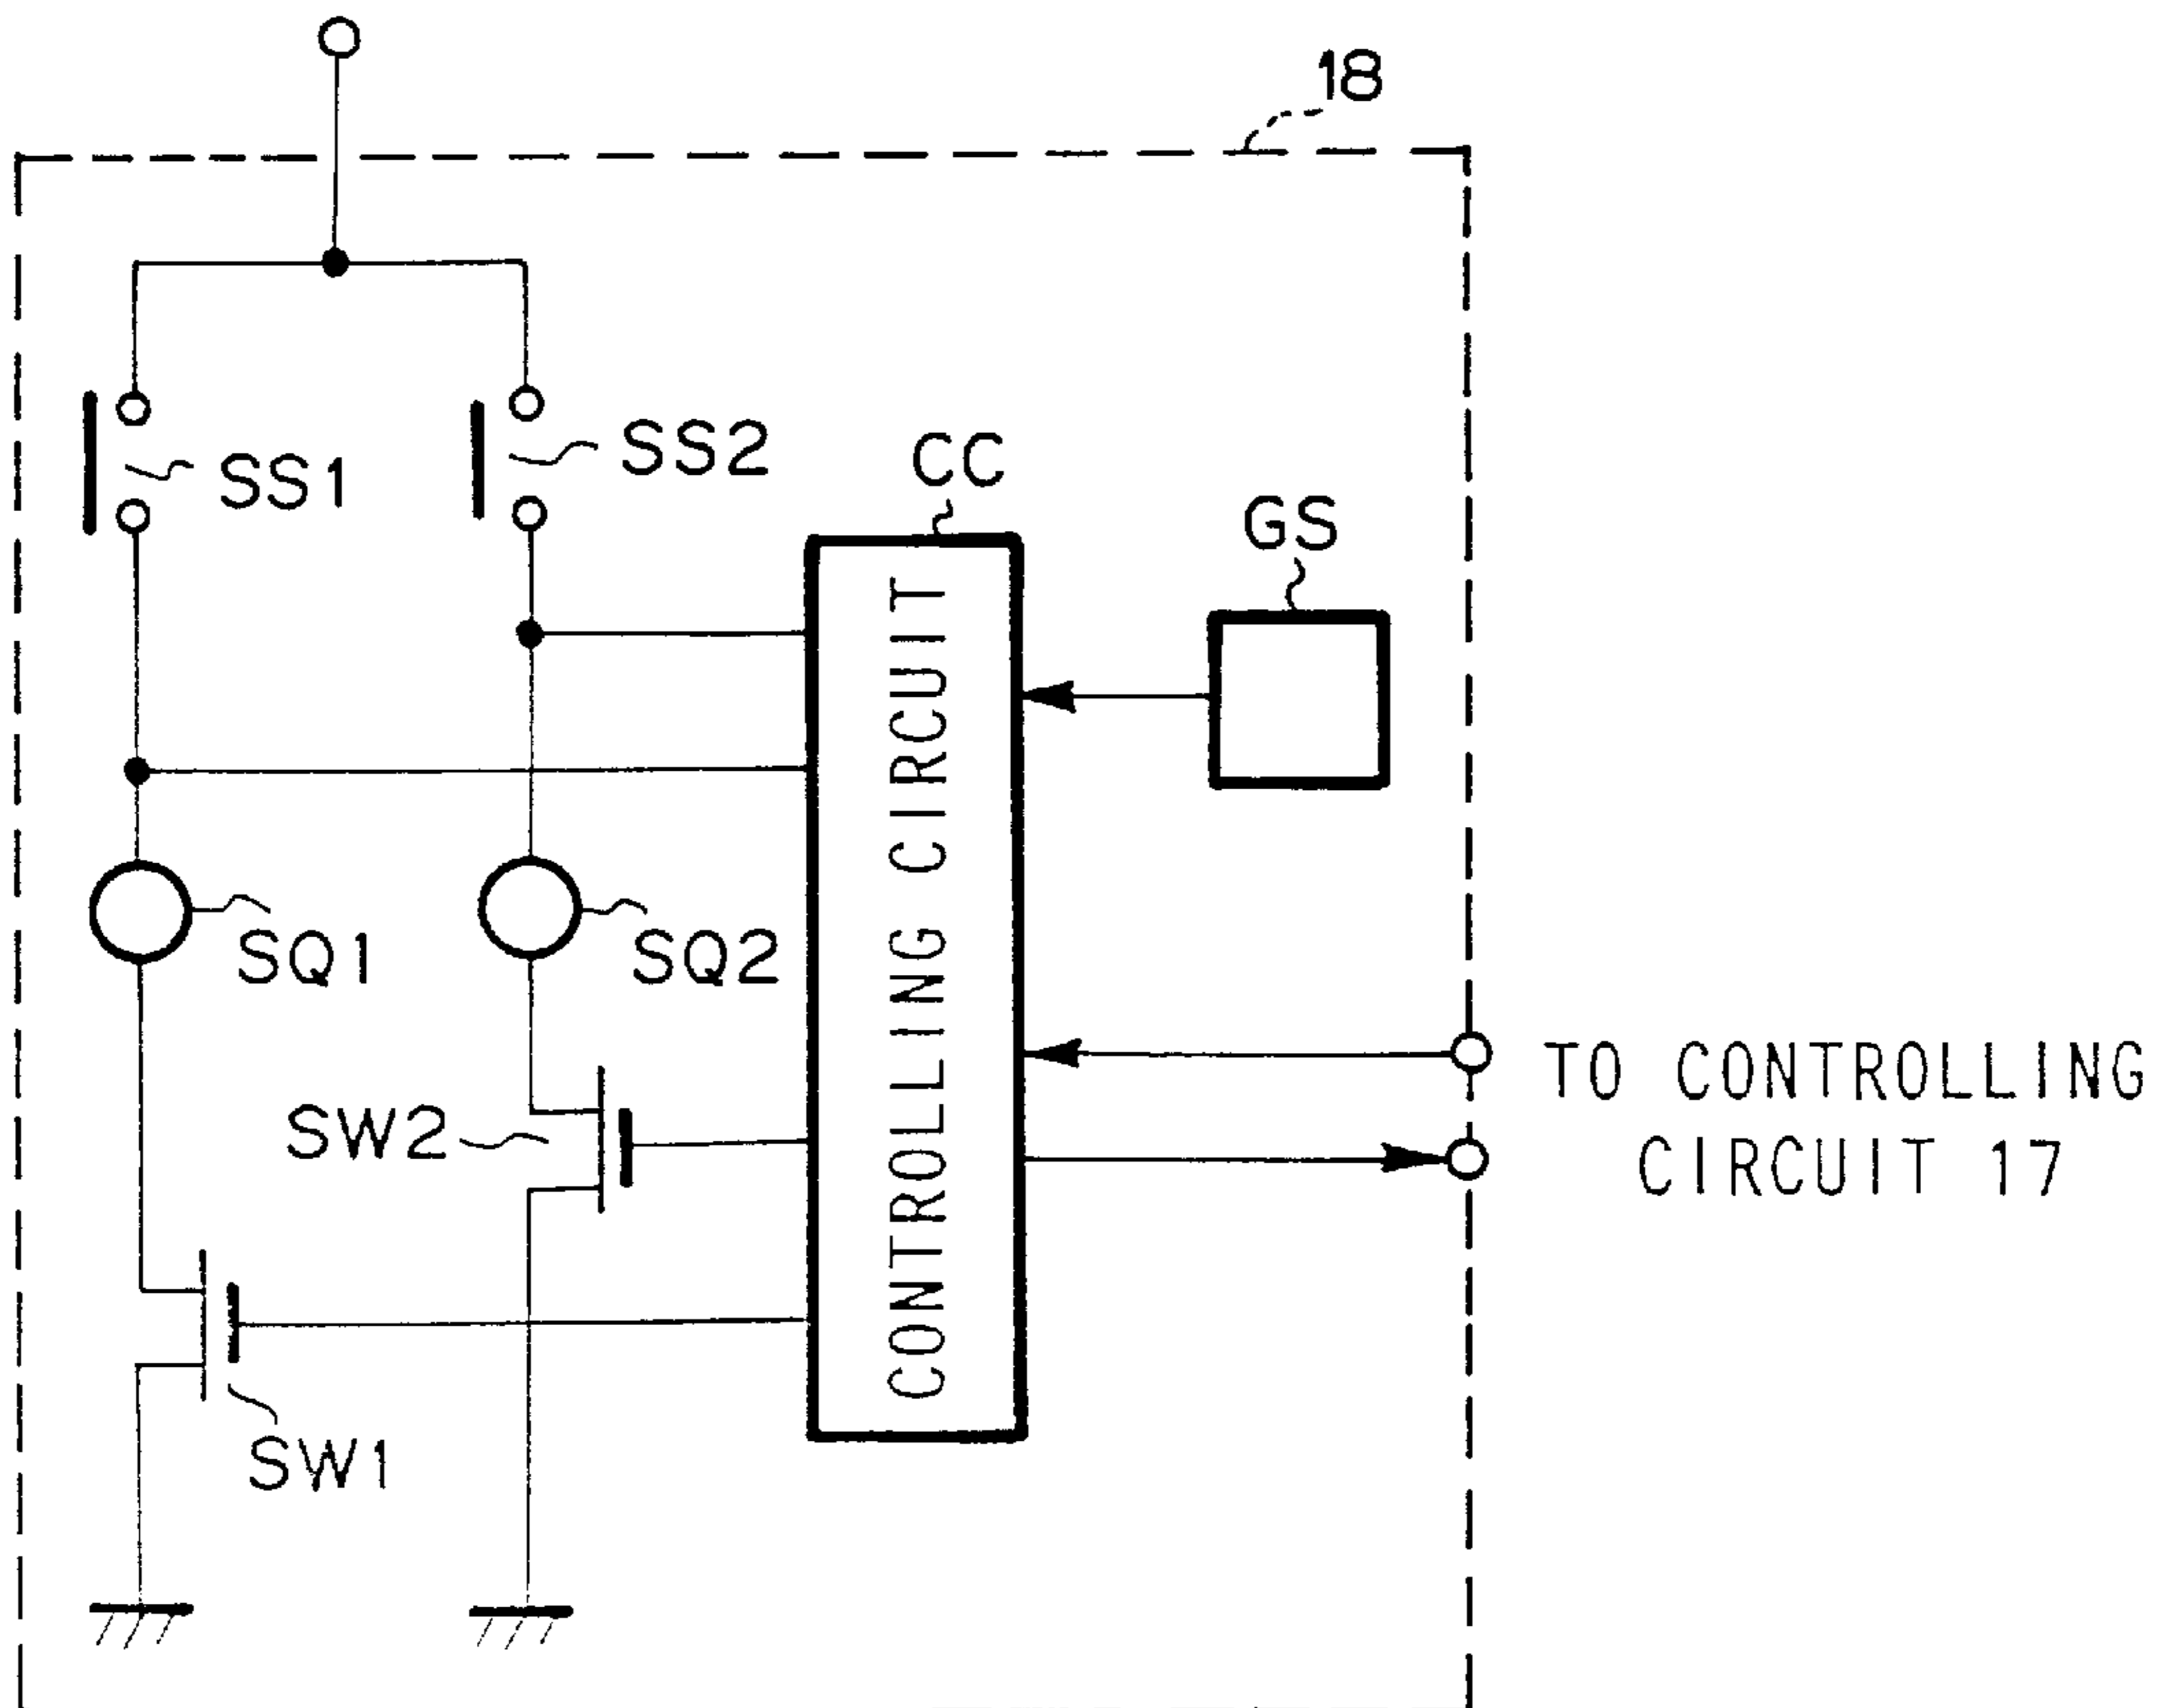 18
SS1
SS2
CC
GS
CONTROLLING CIRCUIT
SQ1
SQ2
TO CONTROLLING
CIRCUIT 17
SW2
SW1